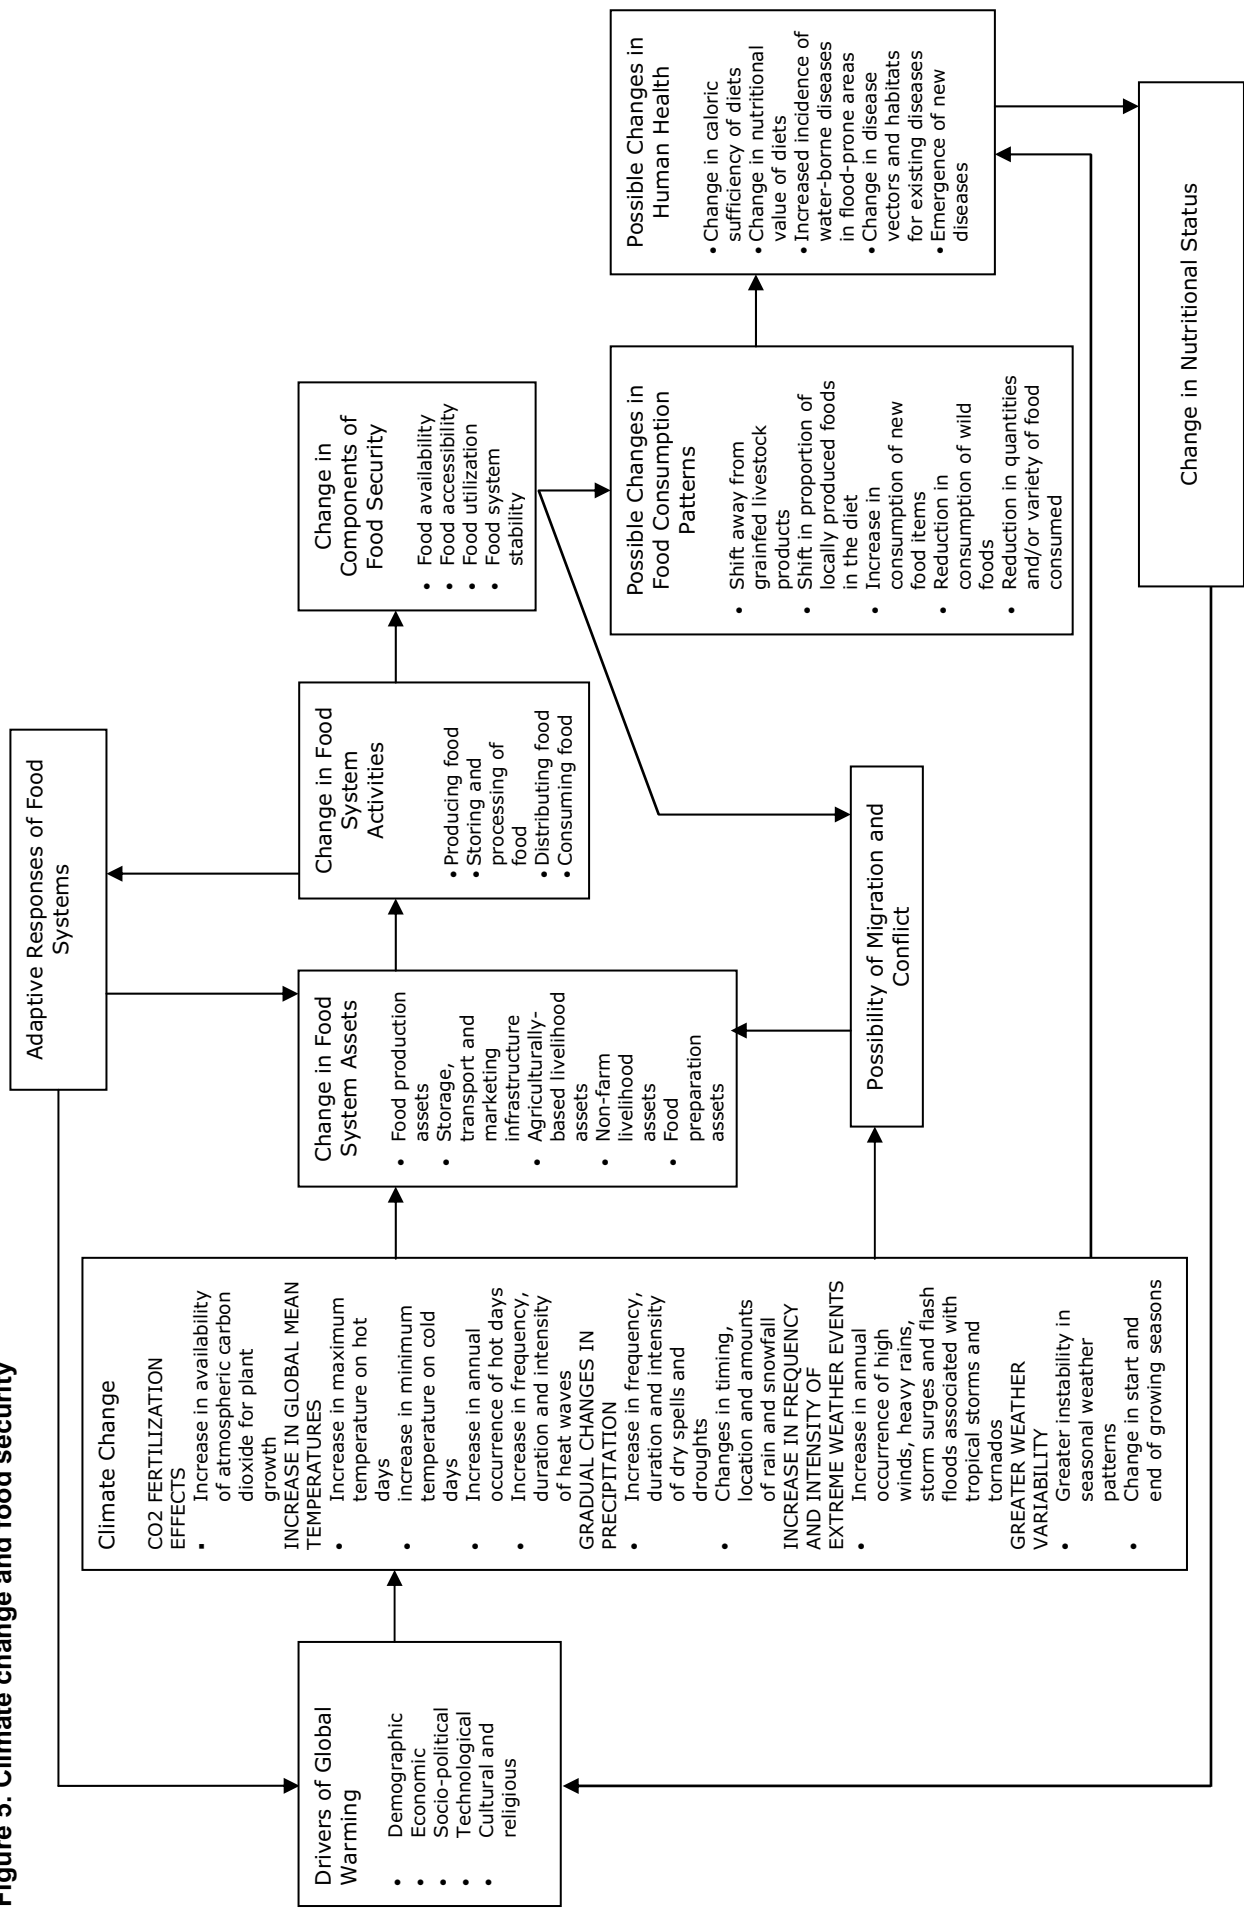 Figure 5. Climate change and food security
Adaptive Responses of Food
Systems
Drivers of Global
Warming
• Demographic
• Economic
• Socio-political
• Technological
• Cultural and
religious
Climate Change
CO2 FERTILIZATION
EFFECTS
▪ Increase in availability
of atmospheric carbon
dioxide for plant
growth
INCREASE IN GLOBAL MEAN
TEMPERATURES
• Increase in maximum
temperature on hot
days
• increase in minimum
temperature on cold
days
• Increase in annual
occurrence of hot days
• Increase in frequency,
duration and intensity
of heat waves
GRADUAL CHANGES IN
PRECIPITATION
• Increase in frequency,
duration and intensity
of dry spells and
droughts
• Changes in timing,
location and amounts
of rain and snowfall
INCREASE IN FREQUENCY
AND INTENSITY OF
EXTREME WEATHER EVENTS
• Increase in annual
occurrence of high
winds, heavy rains,
storm surges and flash
floods associated with
tropical storms and
tornados
GREATER WEATHER
VARIABILITY
• Greater instability in
seasonal weather
patterns
• Change in start and
end of growing seasons
Change in Food
System Assets
• Food production
assets
• Storage,
transport and
marketing
infrastructure
• Agriculturally-
based livelihood
assets
• Non-farm
livelihood
assets
• Food
preparation
assets
Change in Food
System
Activities
• Producing food
• Storing and
processing of
food
• Distributing food
• Consuming food
Change in
Components of
Food Security
• Food availability
• Food accessibility
• Food utilization
• Food system
stability
Possibility of Migration and
Conflict
Possible Changes in
Food Consumption
Patterns
• Shift away from
grainfed livestock
products
• Shift in proportion of
locally produced foods
in the diet
• Increase in
consumption of new
food items
• Reduction in
consumption of wild
foods
• Reduction in quantities
and/or variety of food
consumed
Possible Changes in
Human Health
• Change in caloric
sufficiency of diets
• Change in nutritional
value of diets
• Increased incidence of
water-borne diseases
in flood-prone areas
• Change in disease
vectors and habitats
for existing diseases
• Emergence of new
diseases
Change in Nutritional Status